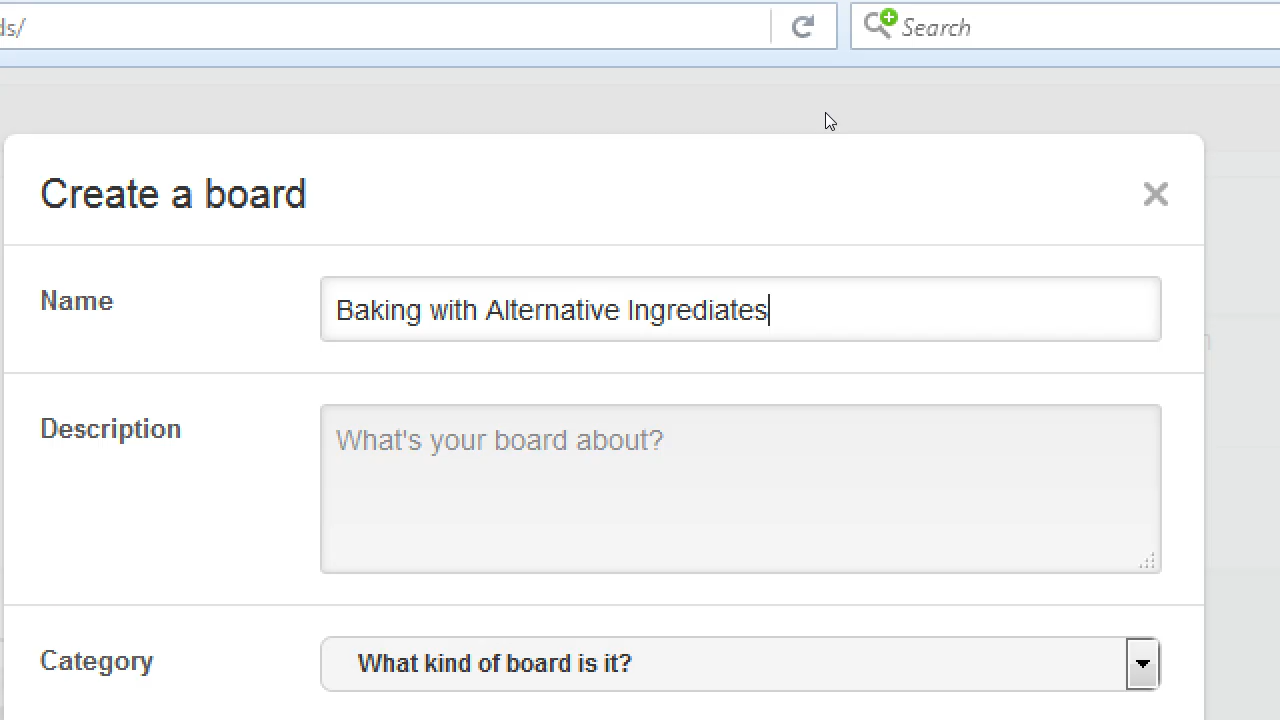 ds/
Search
Create a board
Name
Baking with Alternative Ingrediates
Description
What's your board about?
Category
What kind of board is it?